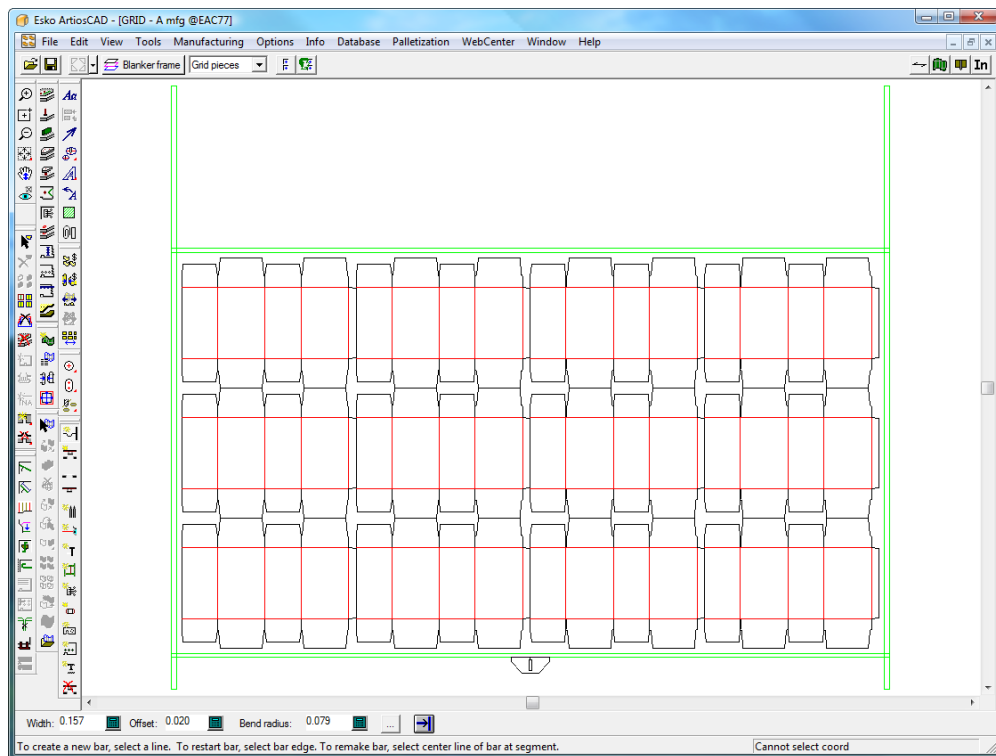 Esko ArtiosCAD - [GRID - A mfg @EAC77]
File Edit View Tools Manufacturing Options Info Database Palletization WebCenter Window Help
Blanker frame Grid pieces In
Width: 0.157 Offset: 0.020 Bend radius: 0.079 ...
To create a new bar, select a line. To restart bar, select bar edge. To remake bar, select center line of bar at segment. Cannot select coord